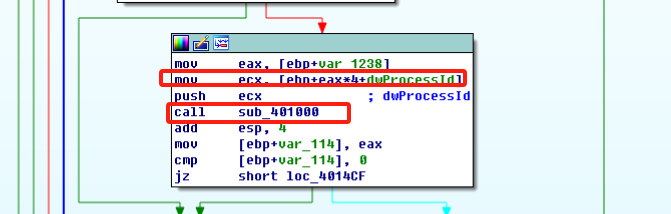 mov     eax, [ebp+var_1238]
mov     ecx, [ebp+eax*4+dwProcessId]
push    ecx             ; dwProcessId
call    sub_401000
add     esp, 4
mov     [ebp+var_114], eax
cmp     [ebp+var_114], 0
jz      short loc_4014CF